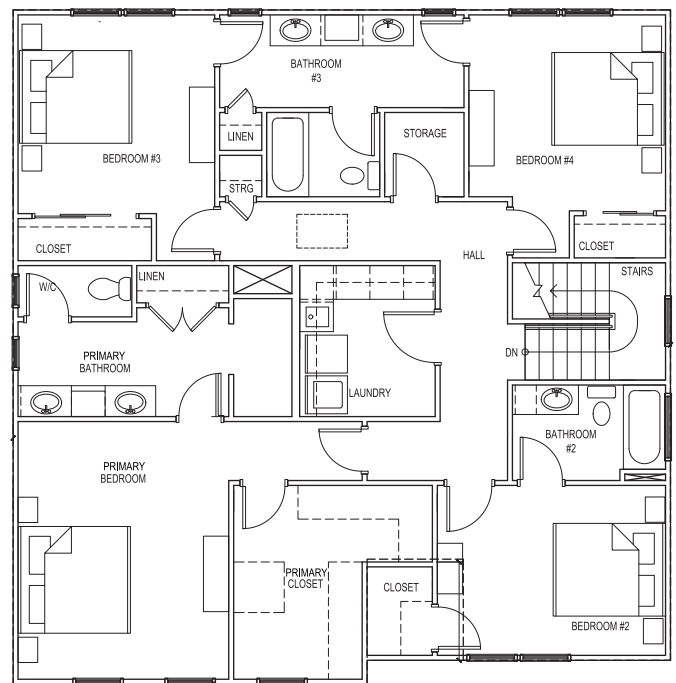 BATHROOM
#3
LINEN
STORAGE
BEDROOM #3
BEDROOM #4
STRG
CLOSET
HALL
CLOSET
W/C
LINEN
STAIRS
PRIMARY
BATHROOM
DN
LAUNDRY
BATHROOM
#2
PRIMARY
BEDROOM
PRIMARY
CLOSET
CLOSET
BEDROOM #2